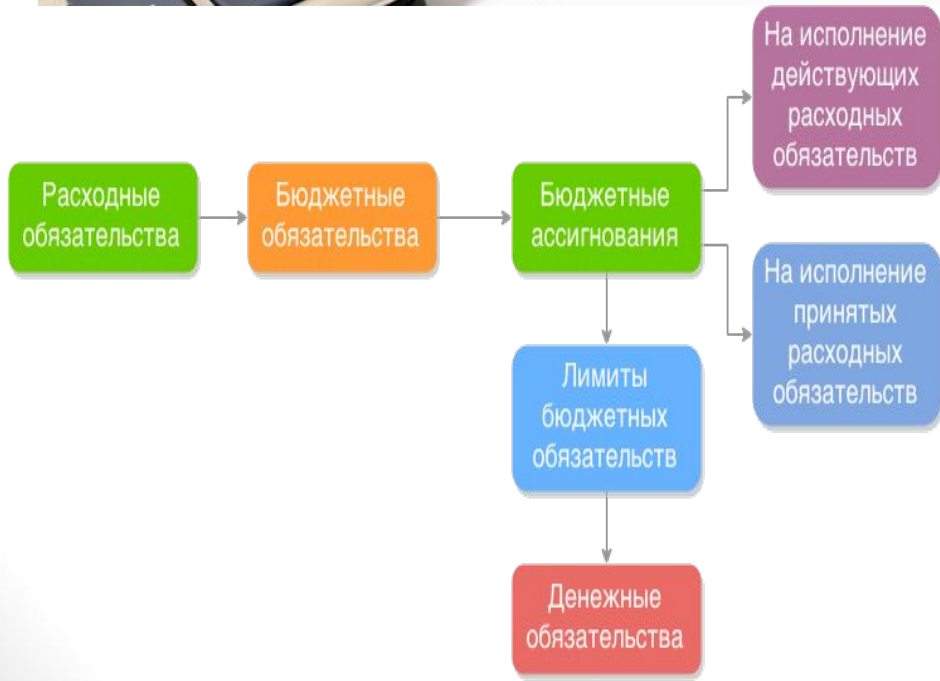 Расходные
обязательства
Бюджетные
обязательства
Бюджетные
ассигнования
На исполнение
действующих
расходных
обязательств
На исполнение
принятых
расходных
обязательств
Лимиты
бюджетных
обязательств
Денежные
обязательства